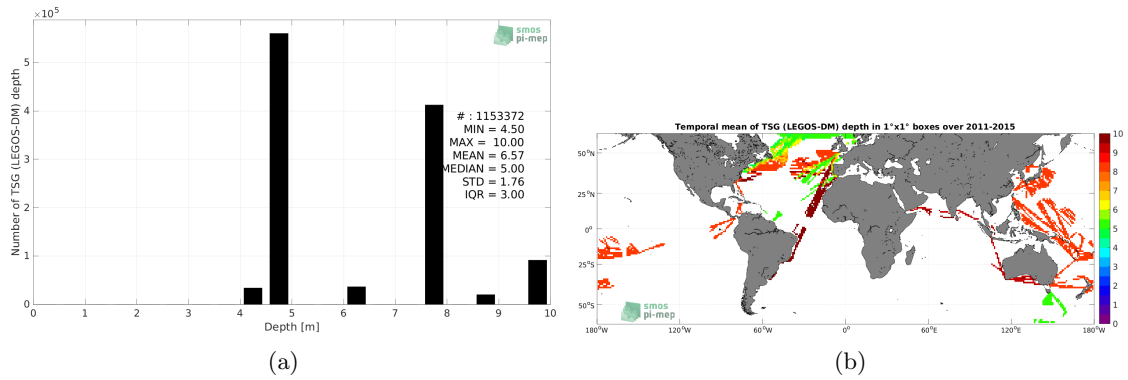 ×10⁵
5
4
3
2
1
0
Number of TSG (LEGOS-DM) depth
smos
pi-mep
# : 1153372
MIN = 4.50
MAX = 10.00
MEAN = 6.57
MEDIAN = 5.00
STD = 1.76
IQR = 3.00
0 1 2 3 4 5 6 7 8 9 10
Depth [m]
(a)
Temporal mean of TSG (LEGOS-DM) depth in 1°x1° boxes over 2011-2015
50°N
25°N
0°
25°S
50°S
smos
pi-mep
180°W 120°W 60°W 0° 60°E 120°E 180°W
10
9
8
7
6
5
4
3
2
1
0
(b)